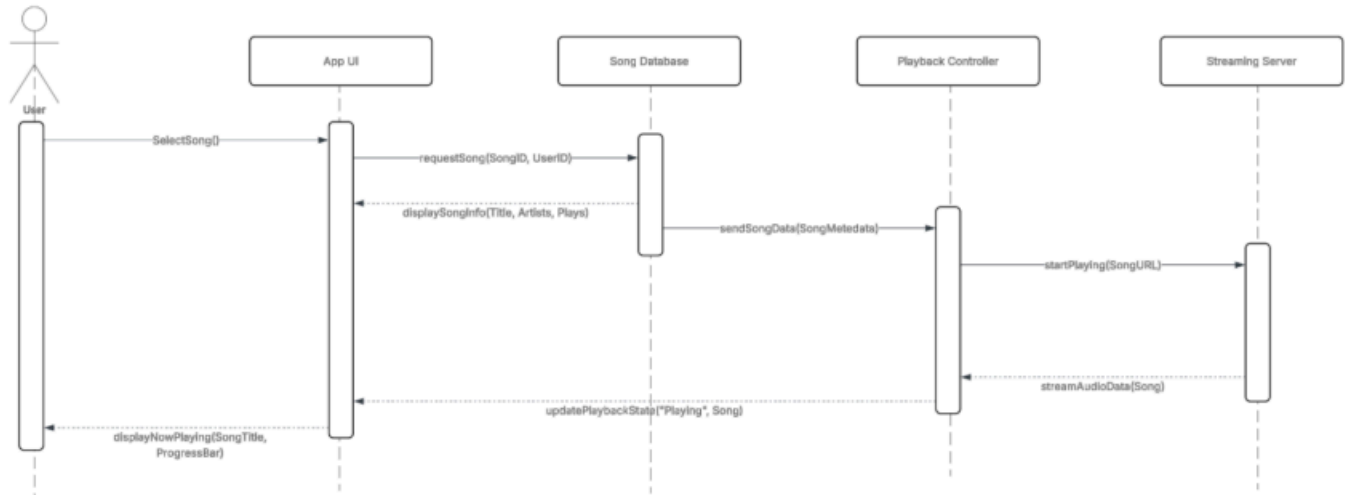 App UI
Song Database
Playback Controller
Streaming Server
User
SelectSong()
requestSong(SongID, UserID)
displaySongInfo(Title, Artists, Plays)
sendSongData(SongMetedata)
startPlaying(SongURL)
streamAudioData(Song)
updatePlaybackState("Playing", Song)
displayNowPlaying(SongTitle,
ProgressBar)